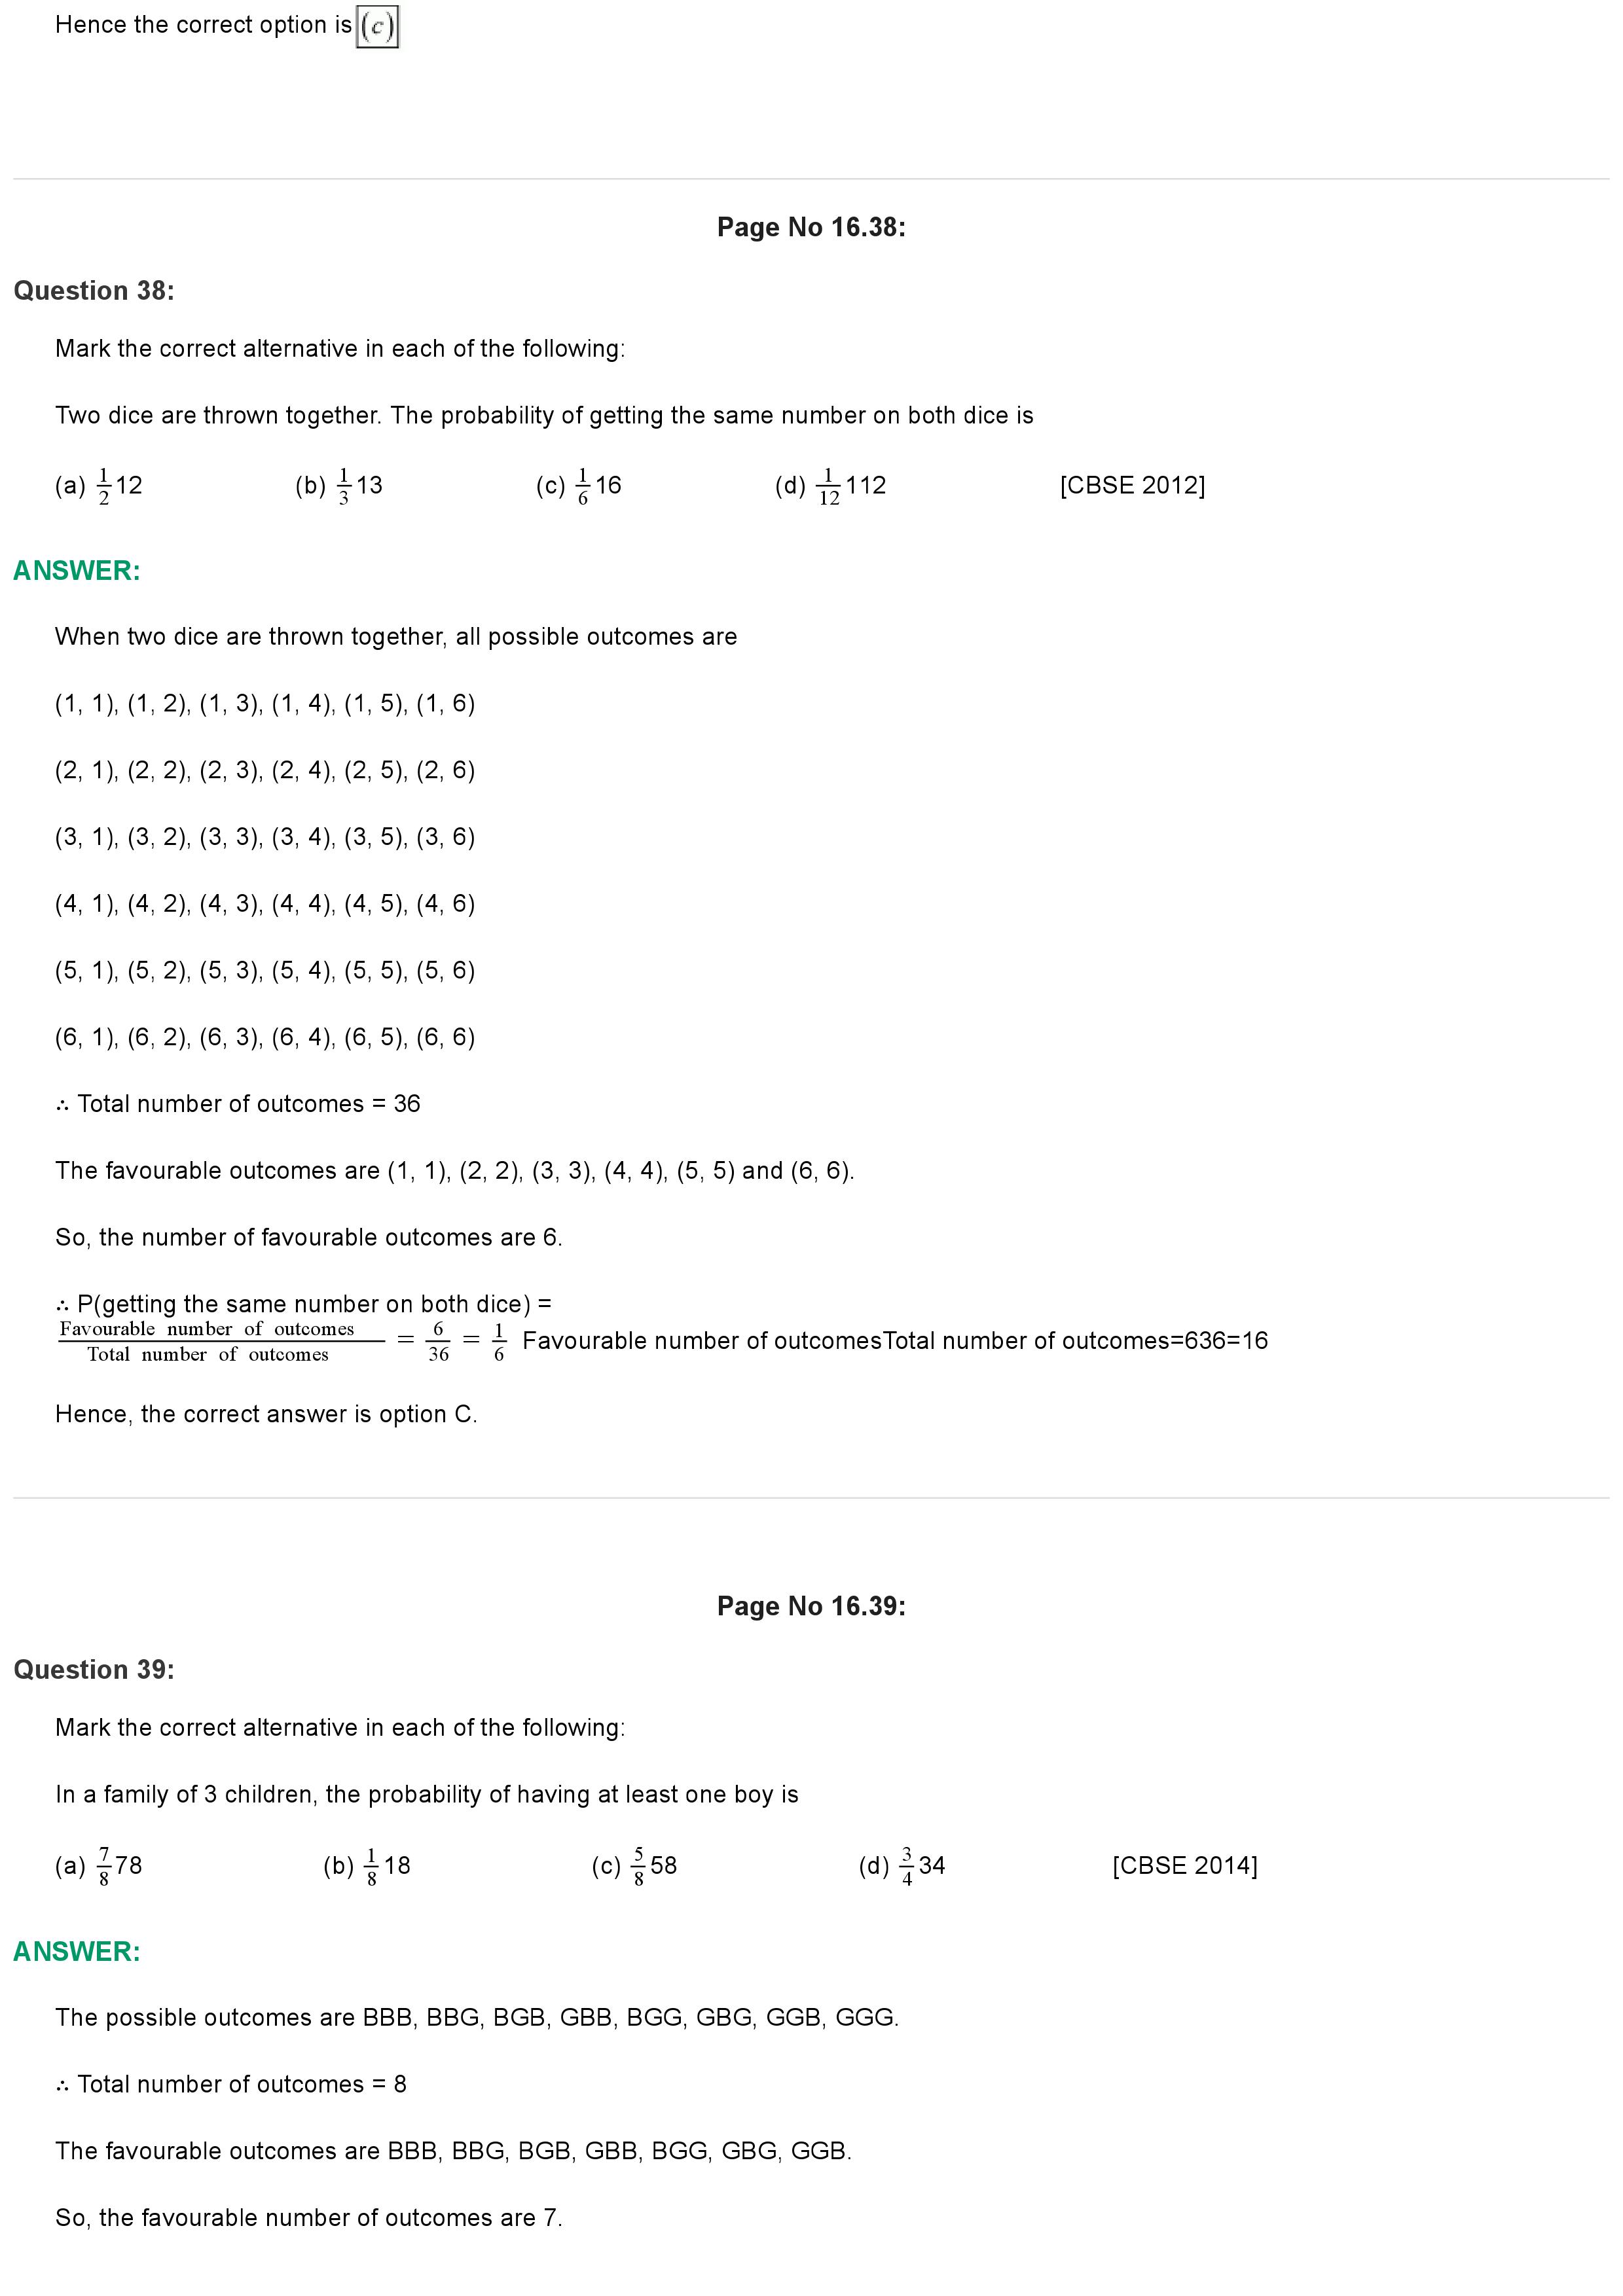 Hence the correct option is (c)
Page No 16.38:
Question 38:
Mark the correct alternative in each of the following:
Two dice are thrown together. The probability of getting the same number on both dice is
(a) 1/2 12 (b) 1/3 13 (c) 1/6 16 (d) 1/12 112 [CBSE 2012]
ANSWER:
When two dice are thrown together, all possible outcomes are
(1, 1), (1, 2), (1, 3), (1, 4), (1, 5), (1, 6)
(2, 1), (2, 2), (2, 3), (2, 4), (2, 5), (2, 6)
(3, 1), (3, 2), (3, 3), (3, 4), (3, 5), (3, 6)
(4, 1), (4, 2), (4, 3), (4, 4), (4, 5), (4, 6)
(5, 1), (5, 2), (5, 3), (5, 4), (5, 5), (5, 6)
(6, 1), (6, 2), (6, 3), (6, 4), (6, 5), (6, 6)
∴ Total number of outcomes = 36
The favourable outcomes are (1, 1), (2, 2), (3, 3), (4, 4), (5, 5) and (6, 6).
So, the number of favourable outcomes are 6.
∴ P(getting the same number on both dice) =
Favourable number of outcomes/Total number of outcomes = 6/36 = 1/6 Favourable number of outcomesTotal number of outcomes=636=16
Hence, the correct answer is option C.
Page No 16.39:
Question 39:
Mark the correct alternative in each of the following:
In a family of 3 children, the probability of having at least one boy is
(a) 7/8 78 (b) 1/8 18 (c) 5/8 58 (d) 3/4 34 [CBSE 2014]
ANSWER:
The possible outcomes are BBB, BBG, BGB, GBB, BGG, GBG, GGB, GGG.
∴ Total number of outcomes = 8
The favourable outcomes are BBB, BBG, BGB, GBB, BGG, GBG, GGB.
So, the favourable number of outcomes are 7.